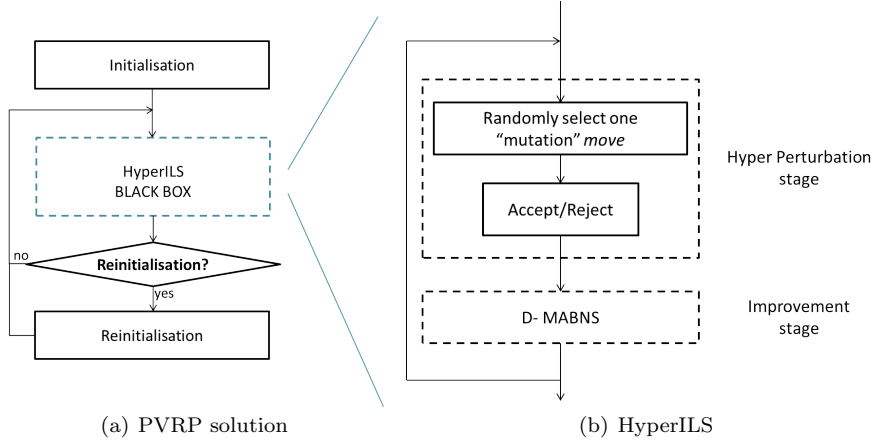 Initialisation
HyperILS
BLACK BOX
no
Reinitialisation?
yes
Reinitialisation
(a) PVRP solution
Randomly select one
“mutation” move
Accept/Reject
Hyper Perturbation
stage
D- MABNS
Improvement
stage
(b) HyperILS